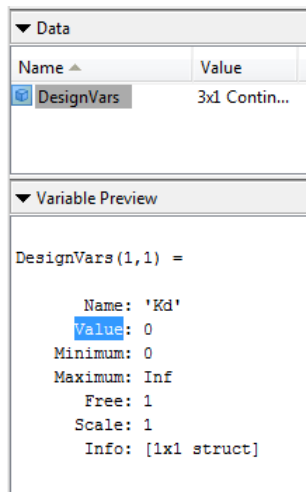 Data
Name Value
DesignVars 3x1 Contin...
Variable Preview
DesignVars(1,1) =
Name: 'Kd'
Value: 0
Minimum: 0
Maximum: Inf
Free: 1
Scale: 1
Info: [1x1 struct]